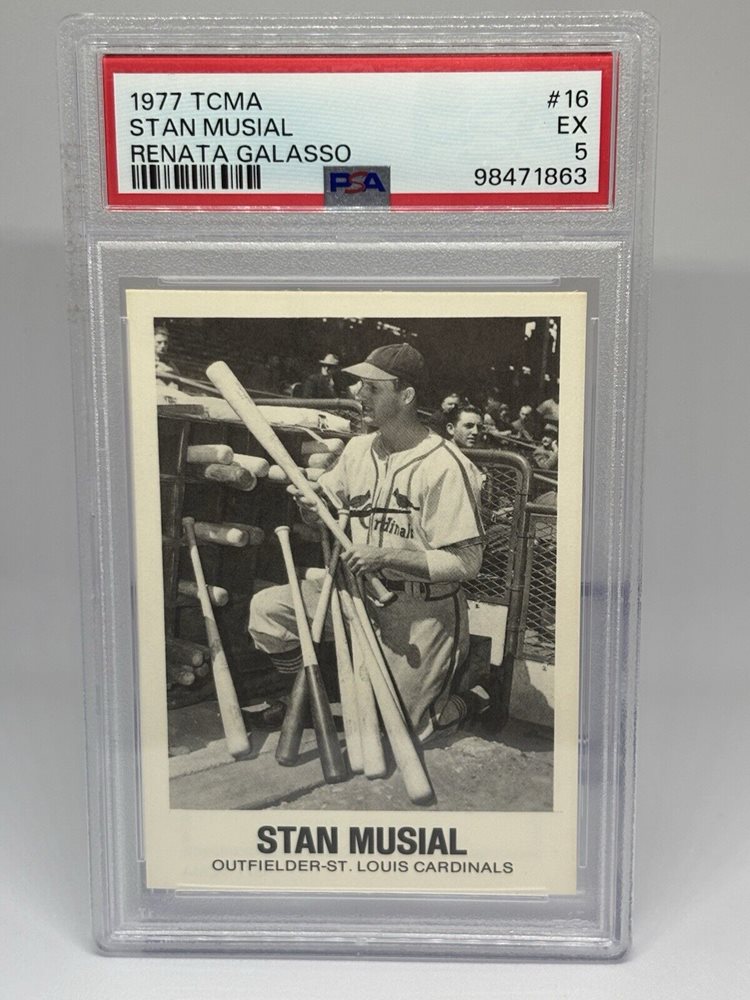 1977 TCMA #16
STAN MUSIAL EX
RENATA GALASSO 5
PSA 98471863
Cardinals
STAN MUSIAL
OUTFIELDER-ST. LOUIS CARDINALS